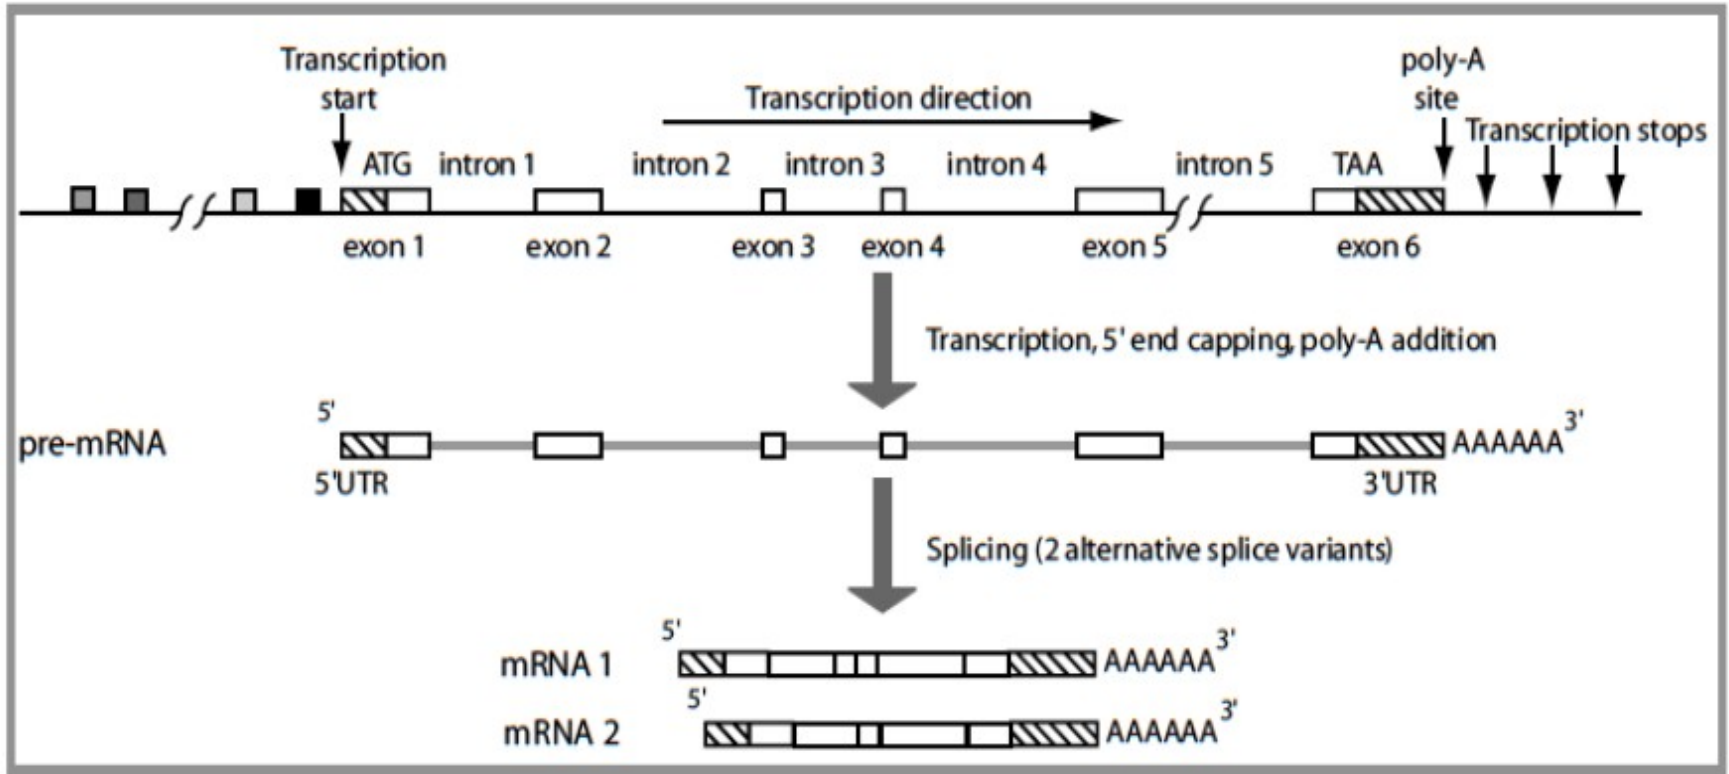 Transcription
start
Transcription direction
poly-A
site
Transcription stops
ATG
intron 1
intron 2
intron 3
intron 4
intron 5
TAA
exon 1
exon 2
exon 3
exon 4
exon 5
exon 6
Transcription, 5' end capping, poly-A addition
pre-mRNA
5'
AAAAAA
3'
5'UTR
3'UTR
Splicing (2 alternative splice variants)
mRNA 1
5'
AAAAAA
3'
mRNA 2
5'
AAAAAA
3'